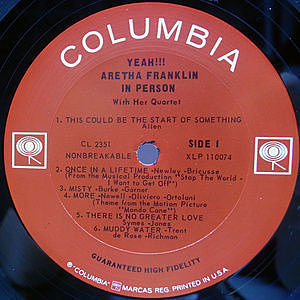 COLUMBIA
YEAH!!!
ARETHA FRANKLIN
IN PERSON
With Her Quartet
1. THIS COULD BE THE START OF SOMETHING
Allen
CL 2351
SIDE 1
NONBREAKABLE
XLP 110074
2. ONCE IN A LIFETIME -Newley-Bricusse
(From the Musical Production "Stop The World -
I Want to Get Off")
3. MISTY -Burke-Garner
4. MORE -Newell-Oliviero-Ortolani
(Theme from the Motion Picture
"Mondo Cane")
5. THERE IS NO GREATER LOVE
Symes-Jones
6. MUDDY WATER -Trent
de Rose-Richman
GUARANTEED HIGH FIDELITY
® "COLUMBIA" MARCAS REG. PRINTED IN U.S.A.